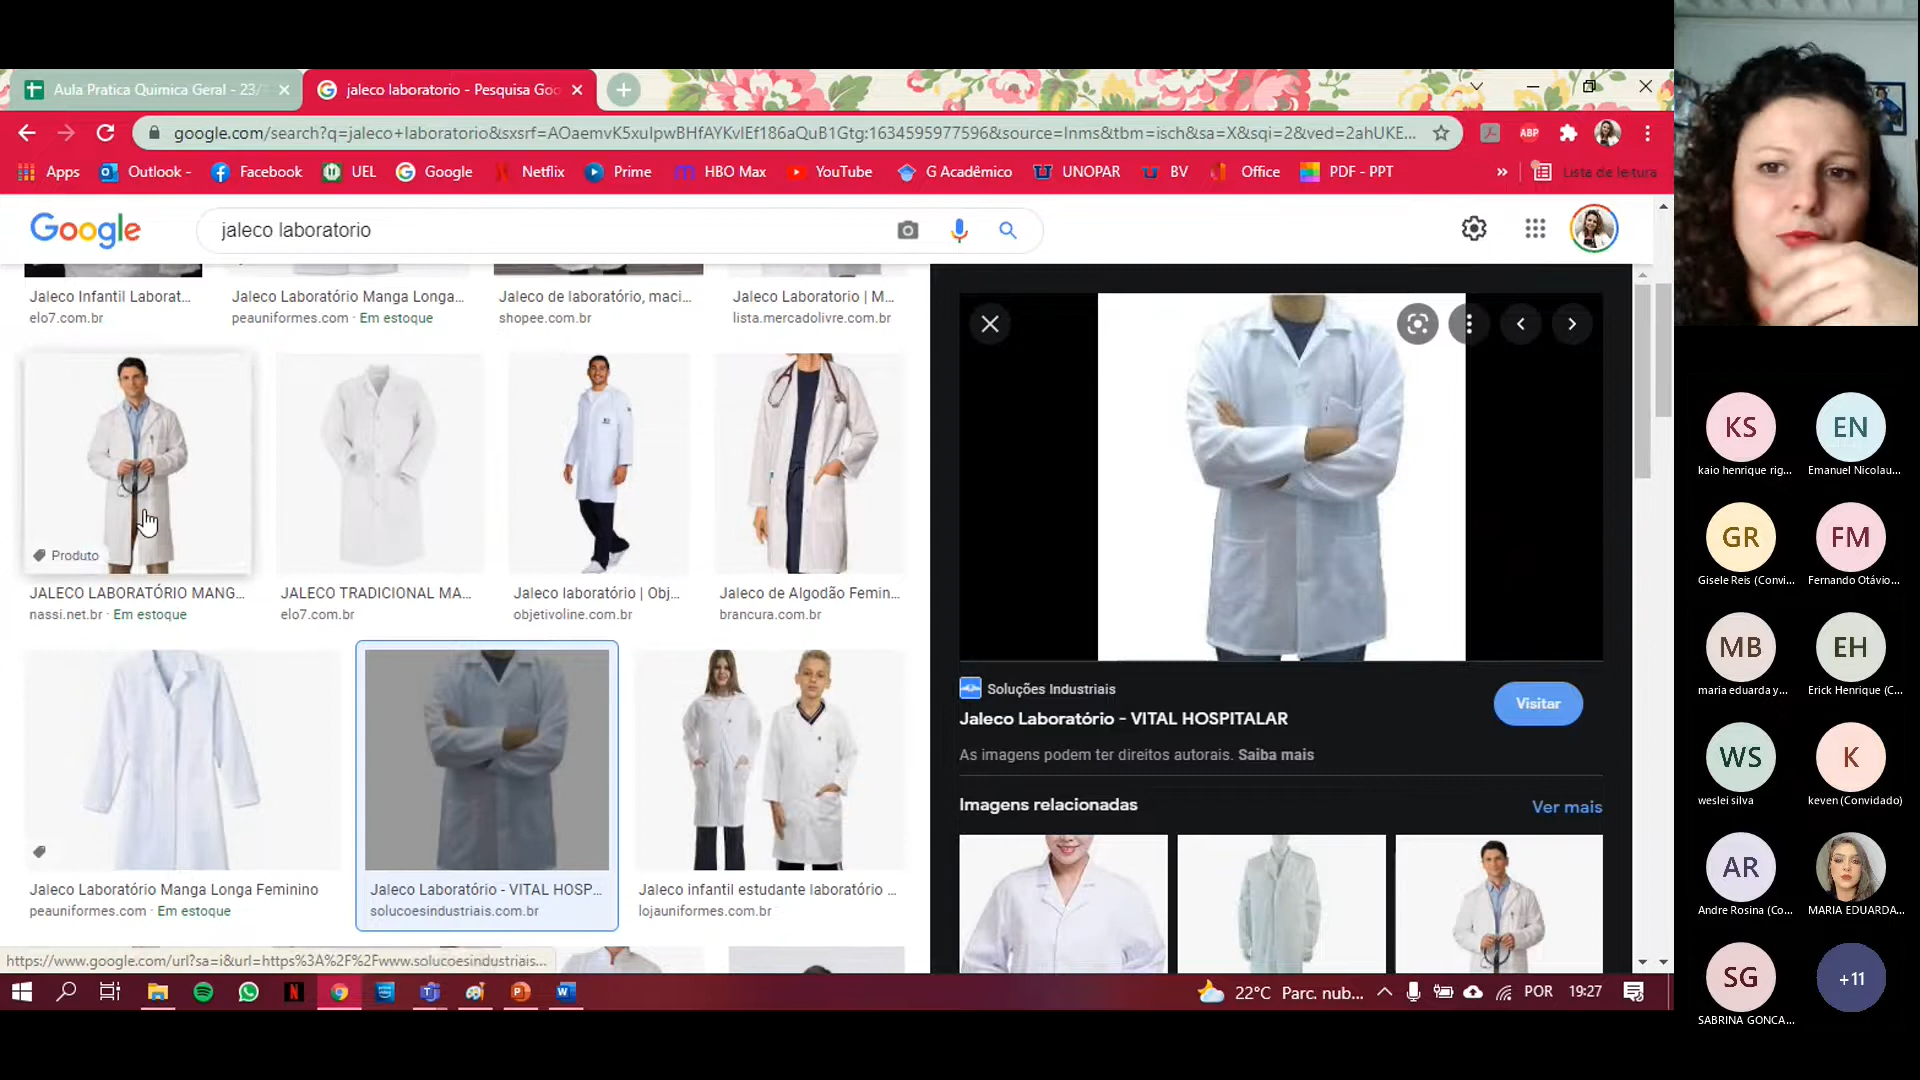 Aula Pratica Quimica Geral - 23/
jaleco laboratorio - Pesquisa Goo
google.com/search?q=jaleco+laboratorio&sxsrf=AOaemvK5xuIpwBHfAYKvIEf186aQuB1Gtg:1634595977596&source=lnms&tbm=isch&sa=X&sqi=2&ved=2ahUKE...
ABP
Apps
Outlook -
Facebook
UEL
Google
Netflix
Prime
HBO Max
YouTube
G Acadêmico
UNOPAR
BV
Office
PDF - PPT
»
Lista de leitura
Google
jaleco laboratorio
Jaleco Infantil Laborat...
elo7.com.br
Jaleco Laboratório Manga Longa...
peauniformes.com · Em estoque
Jaleco de laboratório, maci...
shopee.com.br
Jaleco Laboratorio | M...
lista.mercadolivre.com.br
Produto
JALECO LABORATÓRIO MANG...
nassi.net.br · Em estoque
JALECO TRADICIONAL MA...
elo7.com.br
Jaleco laboratório | Obj...
objetivoline.com.br
Jaleco de Algodão Femin...
brancura.com.br
Jaleco Laboratório Manga Longa Feminino
peauniformes.com · Em estoque
Jaleco Laboratório - VITAL HOSP...
solucoesindustriais.com.br
Jaleco infantil estudante laboratório ...
lojauniformes.com.br
Soluções Industriais
Jaleco Laboratório - VITAL HOSPITALAR
Visitar
As imagens podem ter direitos autorais. Saiba mais
Imagens relacionadas
Ver mais
https://www.google.com/url?sa=i&url=https%3A%2F%2Fwww.solucoesindustriais...
22°C Parc. nub...
POR
19:27
KS
kaio henrique rig...
EN
Emanuel Nicolau...
GR
Gisele Reis (Convi...
FM
Fernando Otávio...
MB
maria eduarda y...
EH
Erick Henrique (C...
WS
weslei silva
K
keven (Convidado)
AR
Andre Rosina (Co...
MARIA EDUARDA...
SG
SABRINA GONCA...
+11